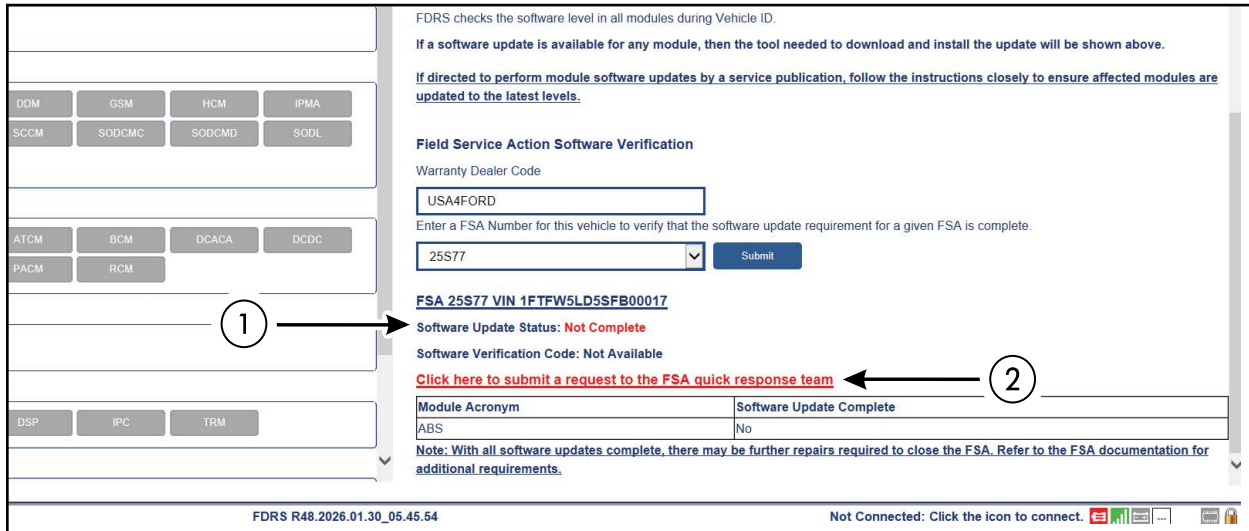 FDRS checks the software level in all modules during Vehicle ID.
If a software update is available for any module, then the tool needed to download and install the update will be shown above.
If directed to perform module software updates by a service publication, follow the instructions closely to ensure affected modules are
updated to the latest levels.
DDM GSM HCM IPMA
SCCM SODCMC SODCMD SODL
Field Service Action Software Verification
Warranty Dealer Code
USA4FORD
Enter a FSA Number for this vehicle to verify that the software update requirement for a given FSA is complete.
ATCM BCM DCACA DCDC
25S77 Submit
PACM RCM
FSA 25S77 VIN 1FTFW5LD5SFB00017
1
Software Update Status: Not Complete
Software Verification Code: Not Available
Click here to submit a request to the FSA quick response team
2
Module Acronym Software Update Complete
ABS No
DSP IPC TRM
Note: With all software updates complete, there may be further repairs required to close the FSA. Refer to the FSA documentation for
additional requirements.
FDRS R48.2026.01.30_05.45.54 Not Connected: Click the icon to connect.